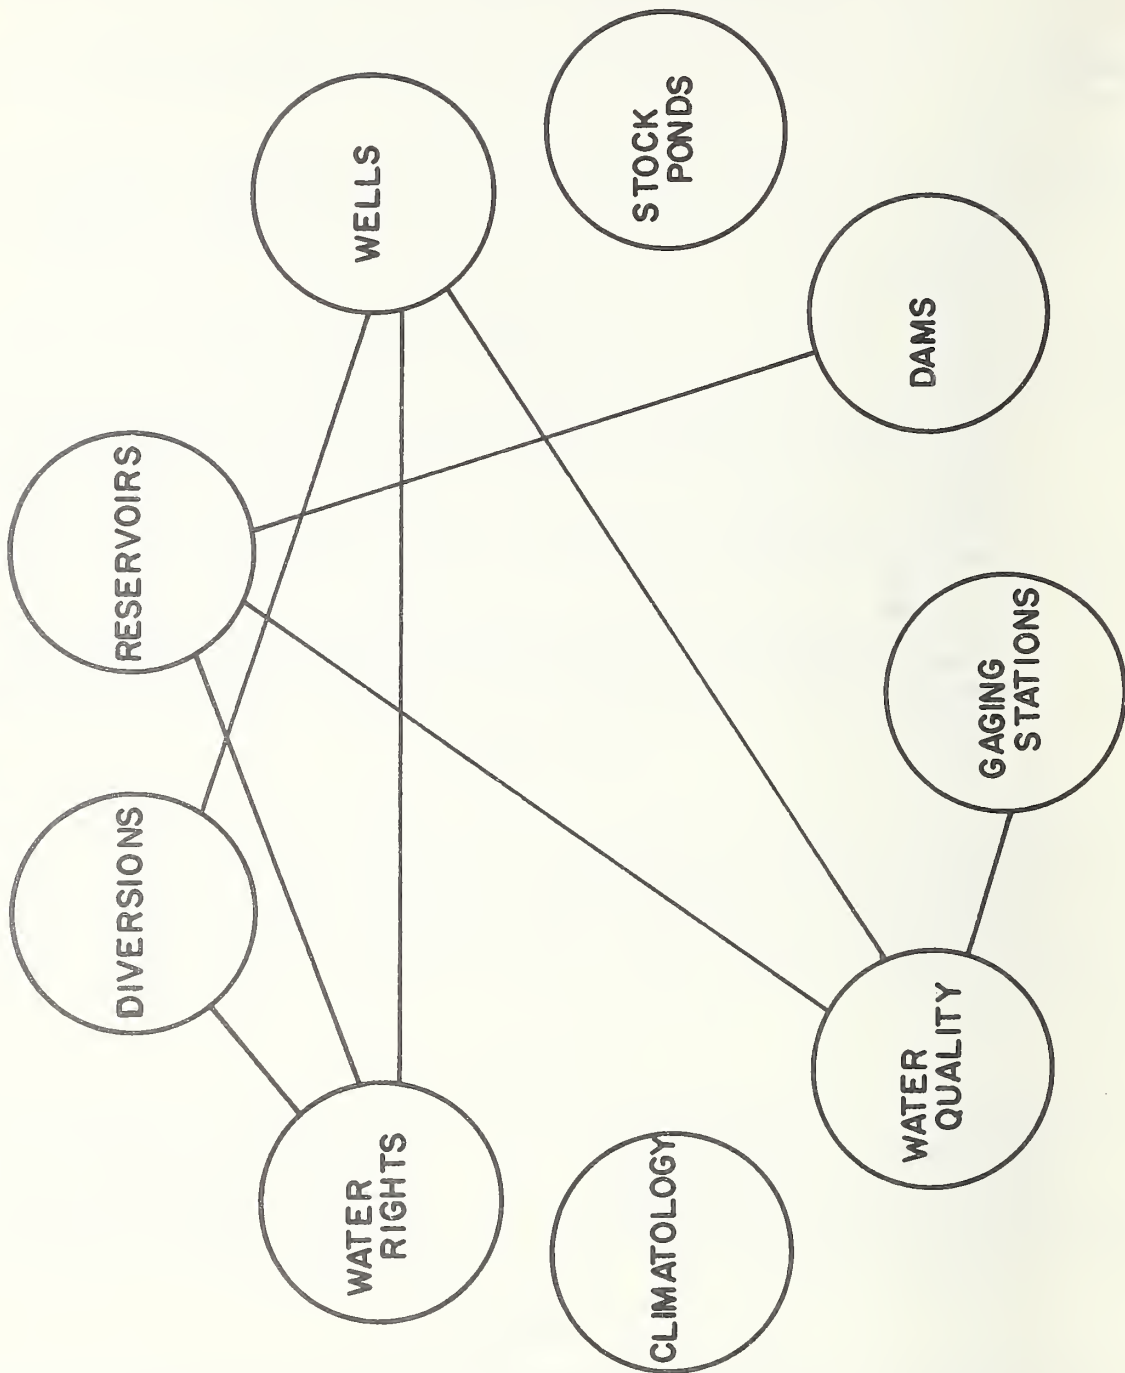 WATER
RIGHTS
DIVERSIONS
RESERVOIRS
WELLS
CLIMATOLOGY
STOCK
PONDS
WATER
QUALITY
GAGING
STATIONS
DAMS